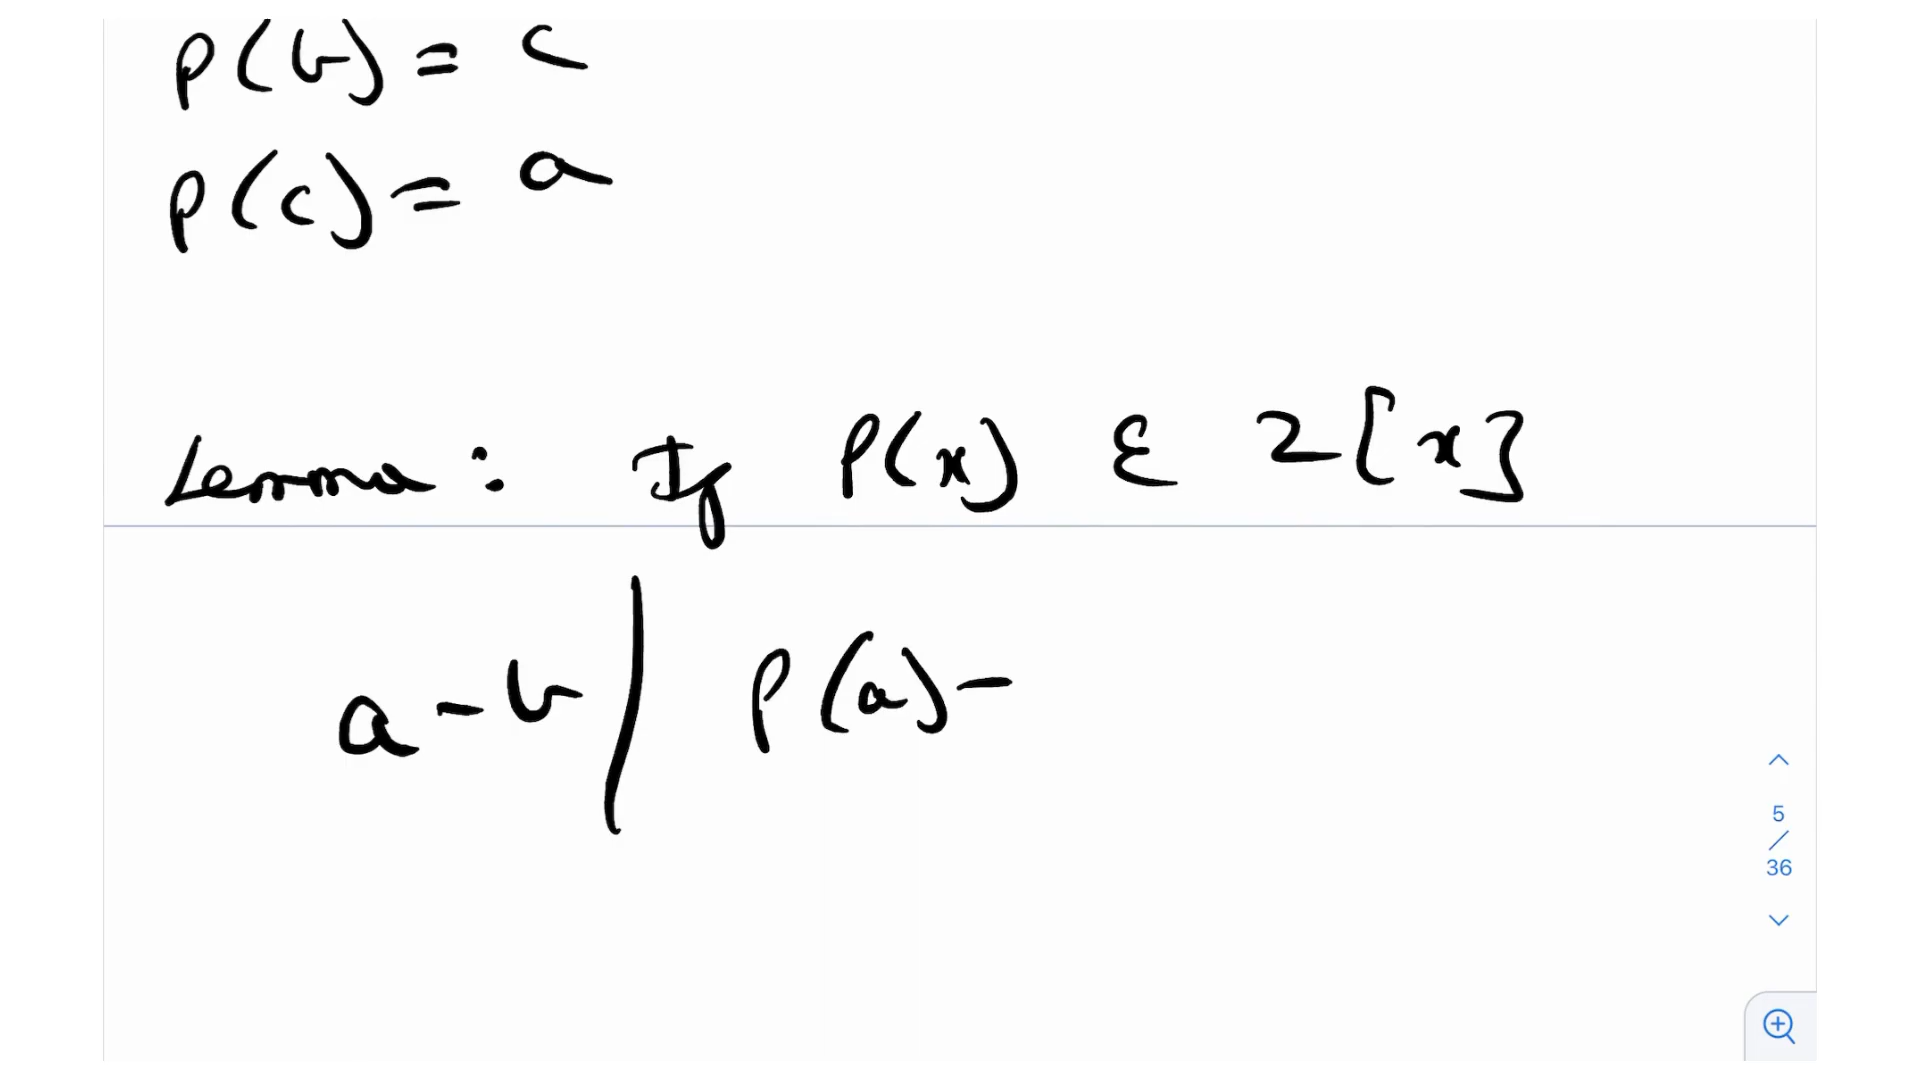 P(b) = c
P(c) = a
Lemma : If P(x) ε Z[x]
a - b | P(a) -
5
/
36